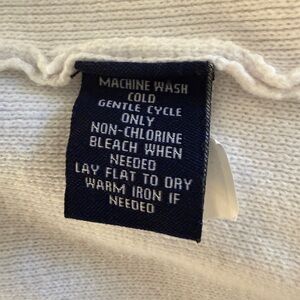 MACHINE WASH
COLD
GENTLE CYCLE
ONLY
NON-CHLORINE
BLEACH WHEN
NEEDED
LAY FLAT TO DRY
WARM IRON IF
NEEDED